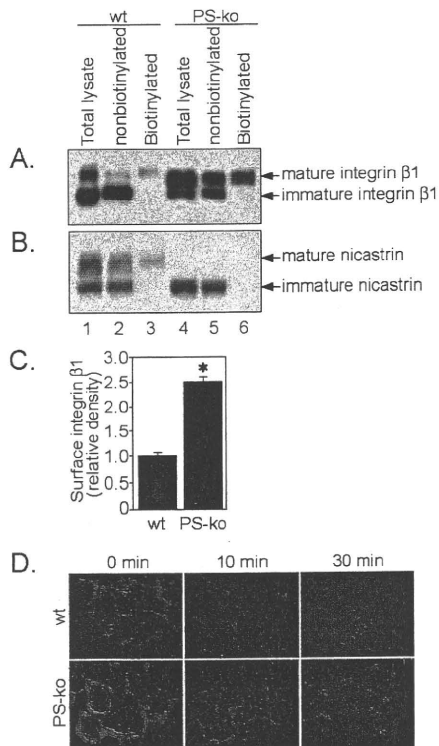 wt PS-ko
Total lysate
nonbiotinylated
Biotinylated
Total lysate
nonbiotinylated
Biotinylated
A.
mature integrin β1
immature integrin β1
B.
mature nicastrin
immature nicastrin
1 2 3 4 5 6
C.
Surface integrin β1
(relative density)
3.0
2.5
2.0
1.5
1.0
0.5
0
*
wt PS-ko
D.
0 min 10 min 30 min
wt
PS-ko